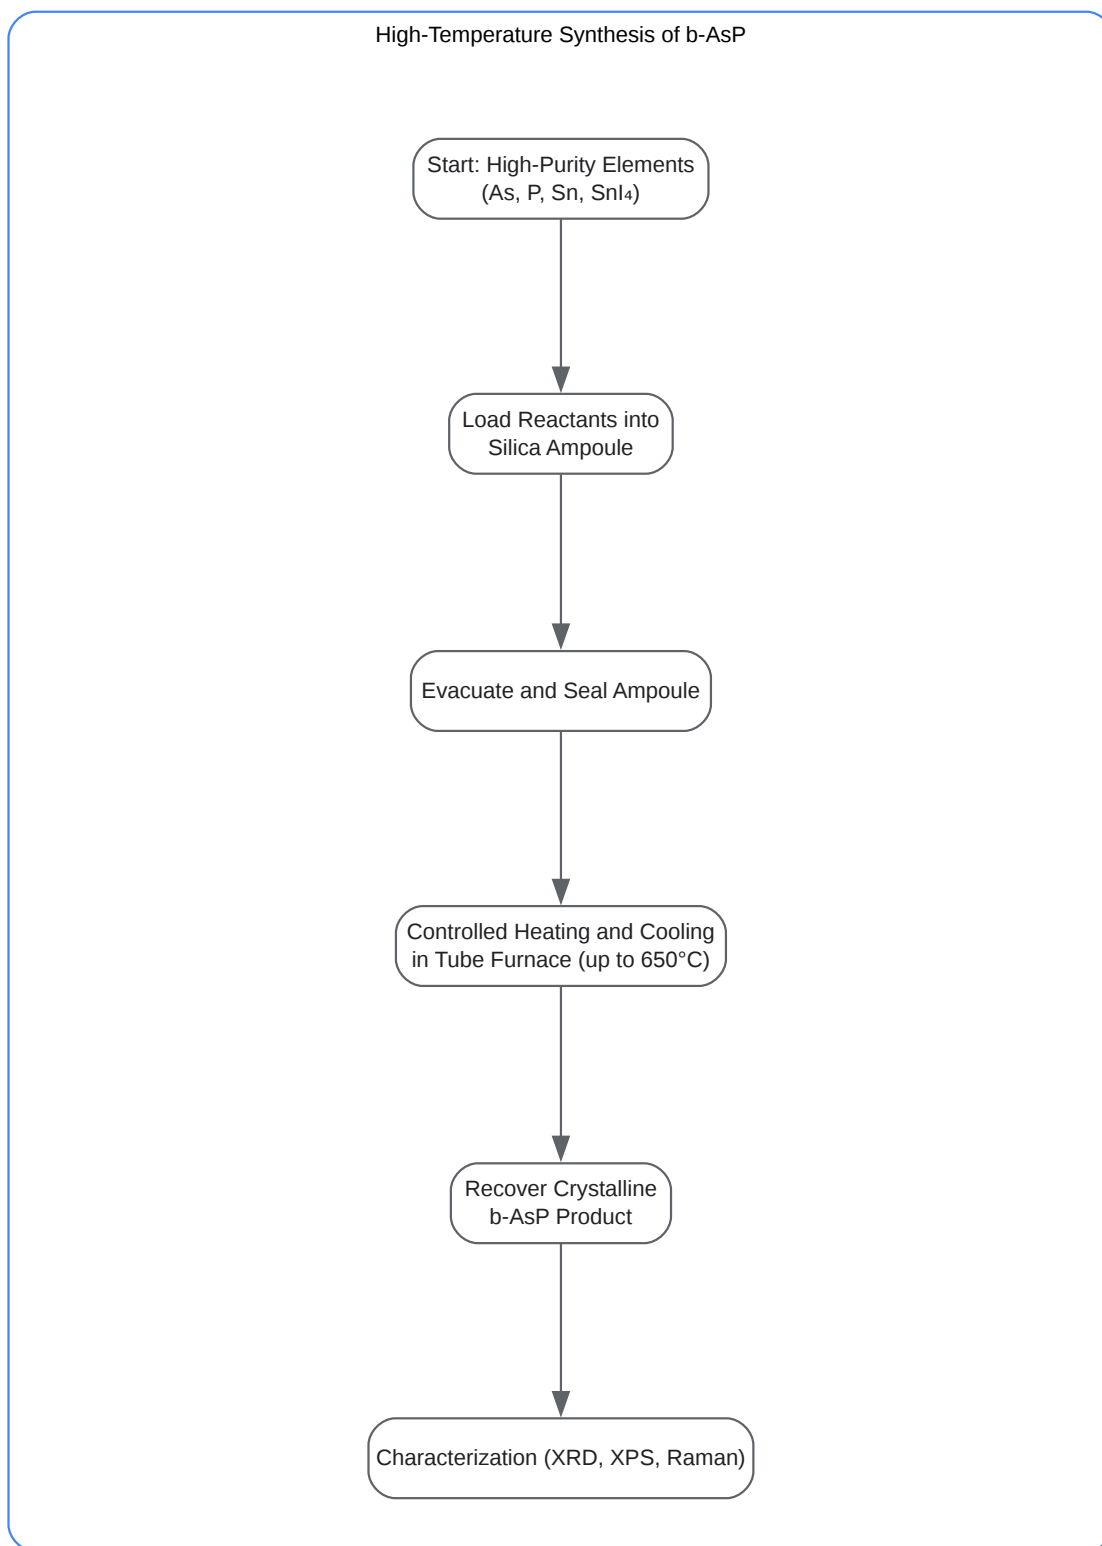 High-Temperature Synthesis of b-AsP
Start: High-Purity Elements
(As, P, Sn, SnI₄)
Load Reactants into
Silica Ampoule
Evacuate and Seal Ampoule
Controlled Heating and Cooling
in Tube Furnace (up to 650°C)
Recover Crystalline
b-AsP Product
Characterization (XRD, XPS, Raman)